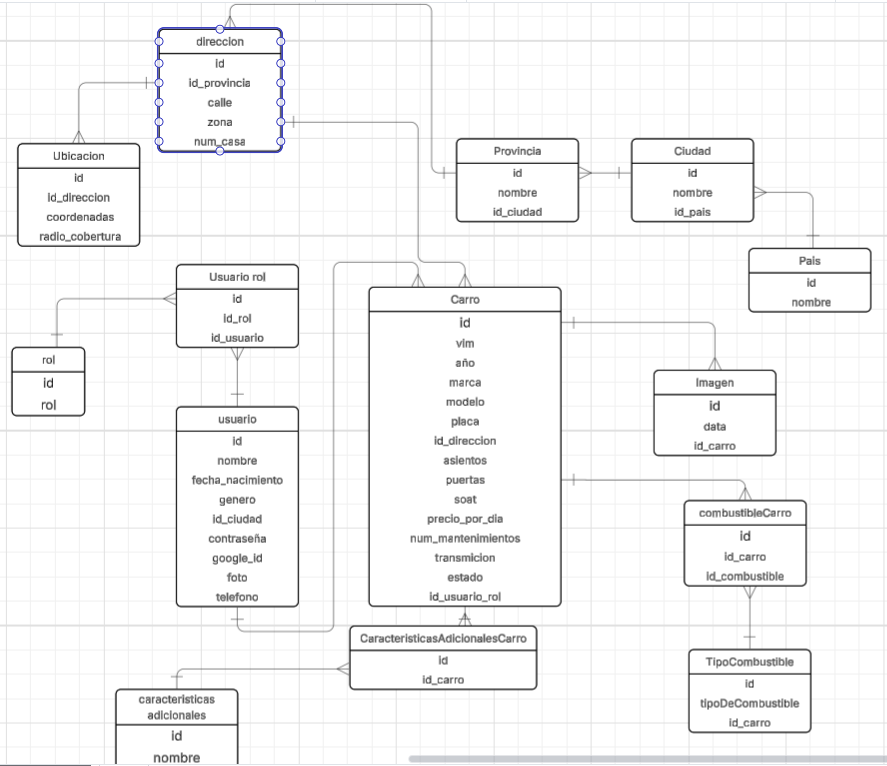 direccion
id
id_provincia
calle
zona
num_casa
Ubicacion
id
id_direccion
coordenadas
radio_cobertura
Provincia
id
nombre
id_ciudad
Ciudad
id
nombre
id_pais
Pais
id
nombre
Usuario rol
id
id_rol
id_usuario
rol
id
rol
usuario
id
nombre
fecha_nacimiento
genero
id_ciudad
contraseña
google_id
foto
telefono
Carro
id
vim
año
marca
modelo
placa
id_direccion
asientos
puertas
soat
precio_por_dia
num_mantenimientos
transmicion
estado
id_usuario_rol
Imagen
id
data
id_carro
combustibleCarro
id
id_carro
id_combustible
TipoCombustible
id
tipoDeCombustible
id_carro
CaracteristicasAdicionalesCarro
id
id_carro
caracteristicas
adicionales
id
nombre